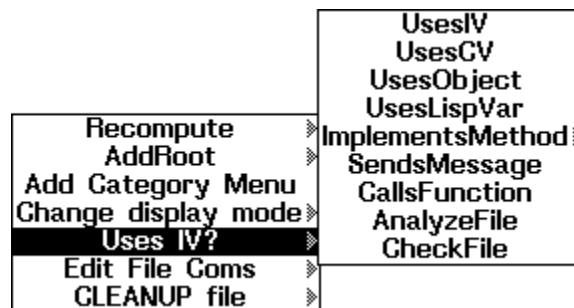 Recompute
AddRoot
Add Category Menu
Change display mode
Uses IV?
Edit File Coms
CLEANUP file
UsesIV
UsesCV
UsesObject
UsesLispVar
ImplementsMethod
SendsMessage
CallsFunction
AnalyzeFile
CheckFile